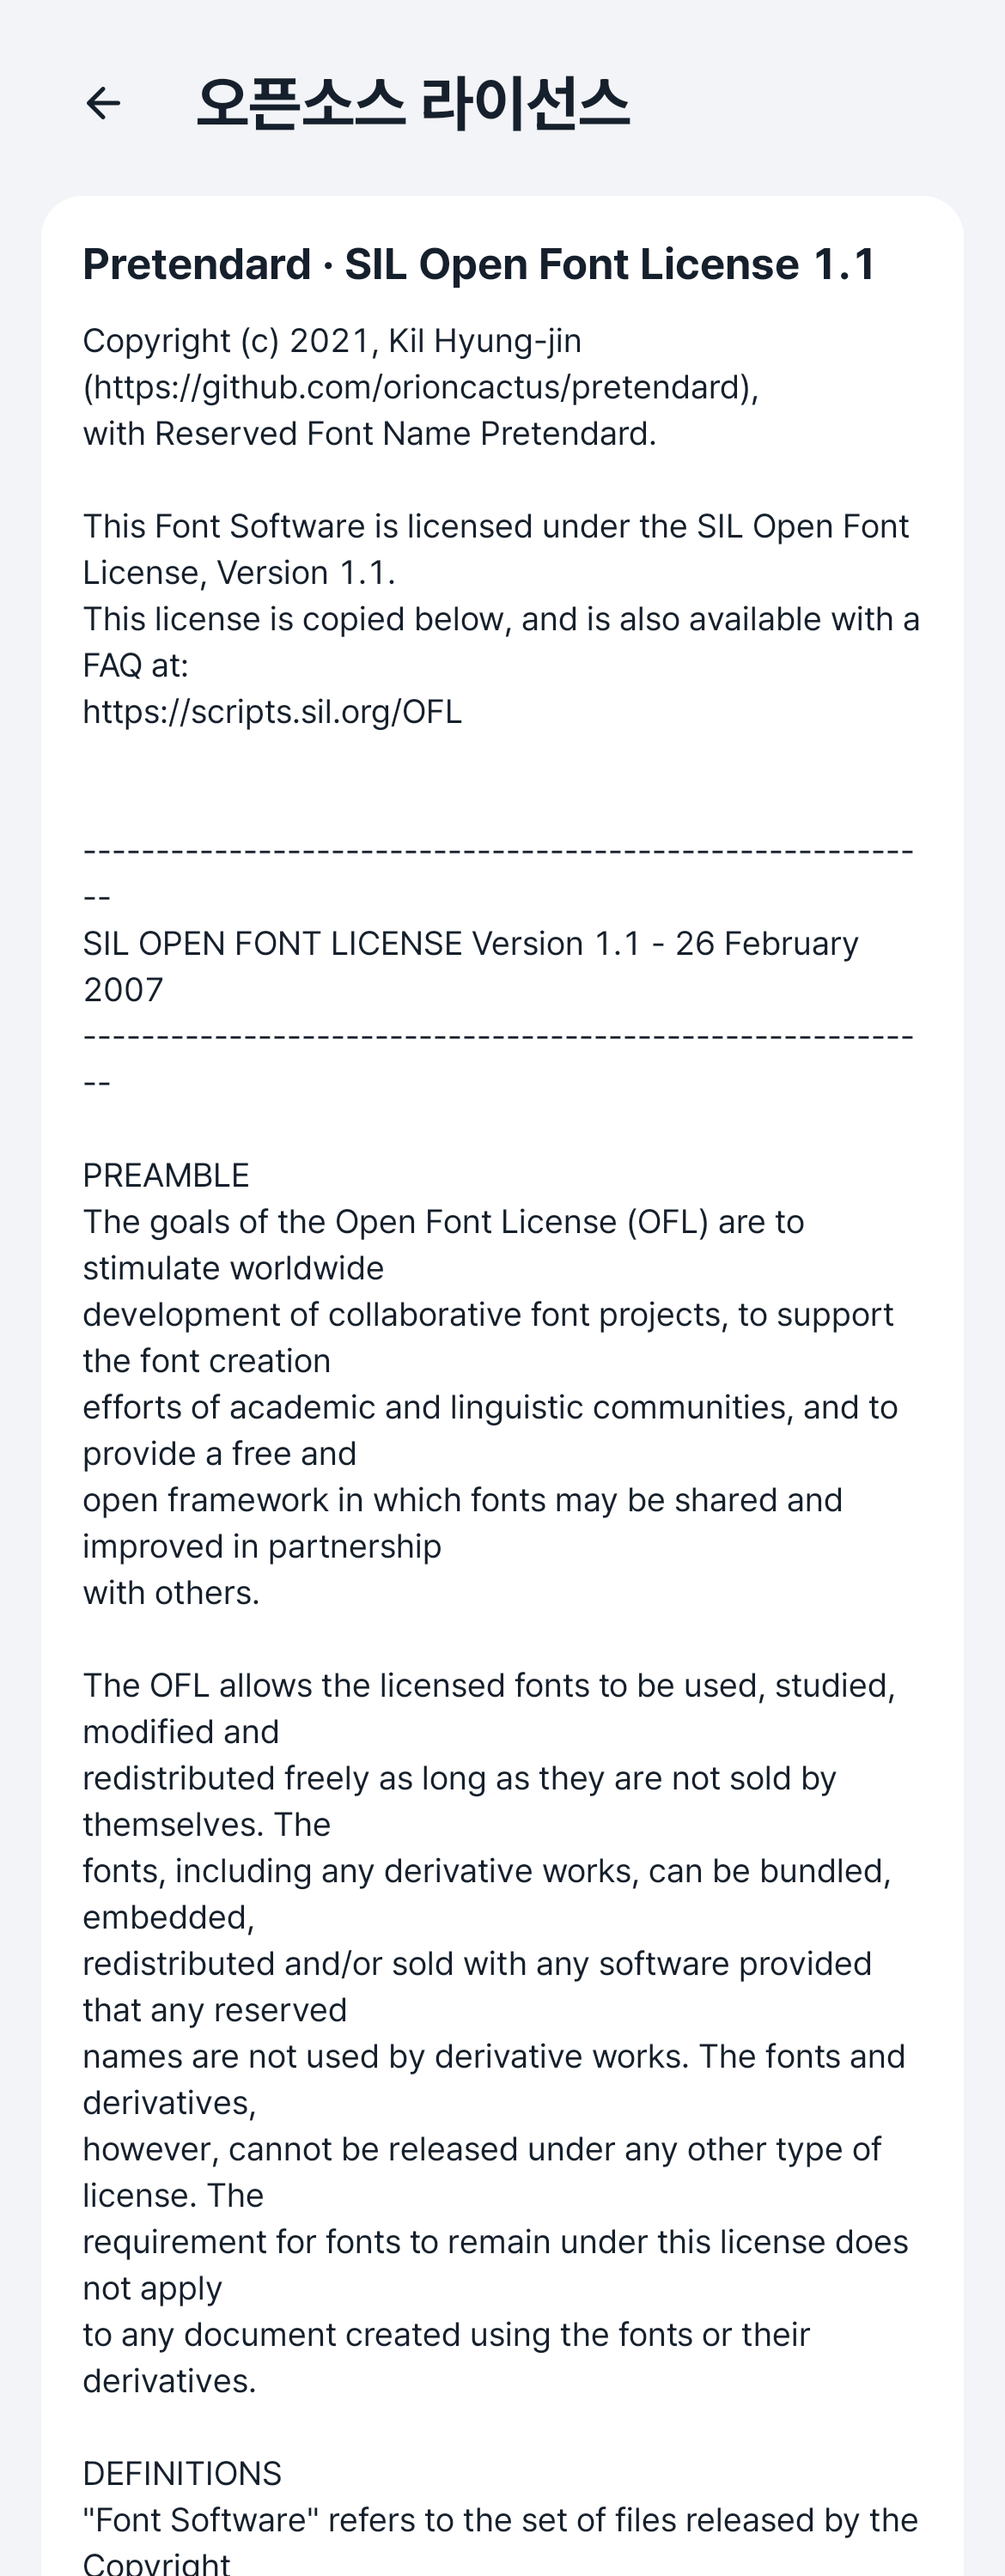 오픈소스 라이선스
Pretendard · SIL Open Font License 1.1
Copyright (c) 2021, Kil Hyung-jin
(https://github.com/orioncactus/pretendard),
with Reserved Font Name Pretendard.
This Font Software is licensed under the SIL Open Font
License, Version 1.1.
This license is copied below, and is also available with a
FAQ at:
https://scripts.sil.org/OFL
---------------------------------------------------------
--
SIL OPEN FONT LICENSE Version 1.1 - 26 February
2007
---------------------------------------------------------
--
PREAMBLE
The goals of the Open Font License (OFL) are to
stimulate worldwide
development of collaborative font projects, to support
the font creation
efforts of academic and linguistic communities, and to
provide a free and
open framework in which fonts may be shared and
improved in partnership
with others.
The OFL allows the licensed fonts to be used, studied,
modified and
redistributed freely as long as they are not sold by
themselves. The
fonts, including any derivative works, can be bundled,
embedded,
redistributed and/or sold with any software provided
that any reserved
names are not used by derivative works. The fonts and
derivatives,
however, cannot be released under any other type of
license. The
requirement for fonts to remain under this license does
not apply
to any document created using the fonts or their
derivatives.
DEFINITIONS
"Font Software" refers to the set of files released by the
Copyright